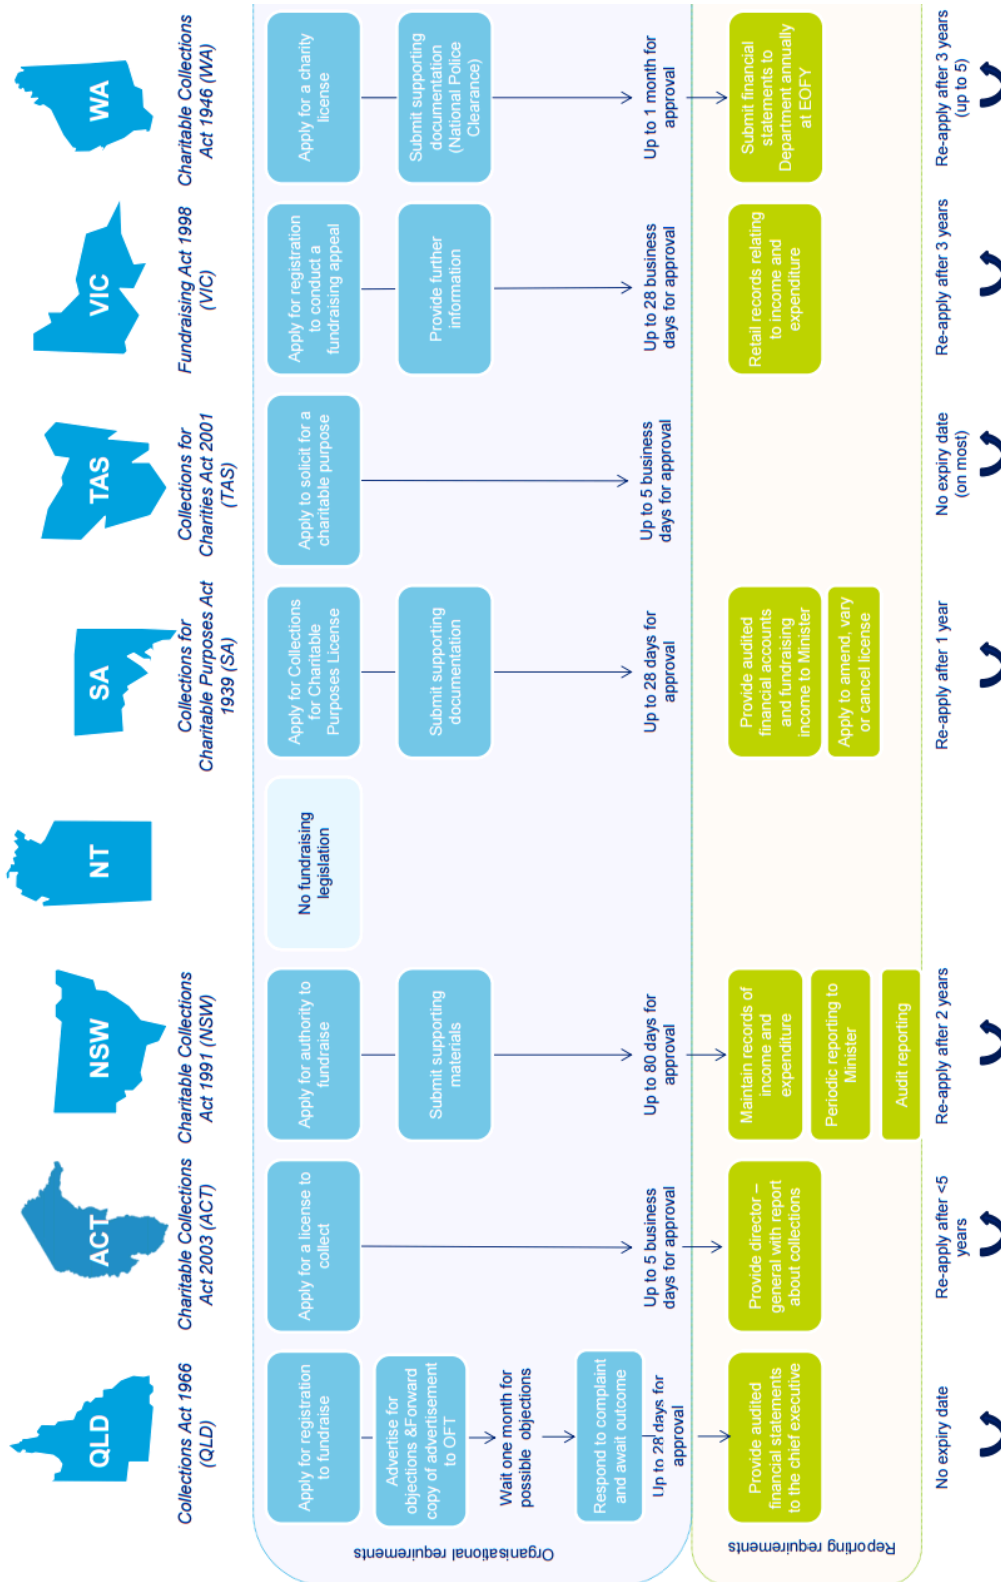 QLD
Collections Act 1966
(QLD)
Apply for registration
to fundraise
Advertise for
objections &Forward
copy of advertisement
to OFT
Wait one month for
possible objections
Respond to complaint
and await outcome
Up to 28 days for
approval
Provide audited
financial statements
to the chief executive
No expiry date
ACT
Charitable Collections
Act 2003 (ACT)
Apply for a license to
collect
Up to 5 business
days for approval
Provide director –
general with report
about collections
Re-apply after <5
years
NSW
Charitable Collections
Act 1991 (NSW)
Apply for authority to
fundraise
Submit supporting
materials
Up to 80 days for
approval
Maintain records of
income and
expenditure
Periodic reporting to
Minister
Audit reporting
Re-apply after 2 years
NT
No fundraising
legislation
SA
Collections for
Charitable Purposes Act
1939 (SA)
Apply for Collections
for Charitable
Purposes License
Submit supporting
documentation
Up to 28 days for
approval
Provide audited
financial accounts
and fundraising
income to Minister
Apply to amend, vary
or cancel license
Re-apply after 1 year
TAS
Collections for
Charities Act 2001
(TAS)
Apply to solicit for a
charitable purpose
Up to 5 business
days for approval
No expiry date
(on most)
VIC
Fundraising Act 1998
(VIC)
Apply for registration
to conduct a
fundraising appeal
Provide further
information
Up to 28 business
days for approval
Retail records relating
to income and
expenditure
Re-apply after 3 years
WA
Charitable Collections
Act 1946 (WA)
Apply for a charity
license
Submit supporting
documentation
(National Police
Clearance)
Up to 1 month for
approval
Submit financial
statements to
Department annually
at EOFY
Re-apply after 3 years
(up to 5)
Organisational requirements
Reporting requirements